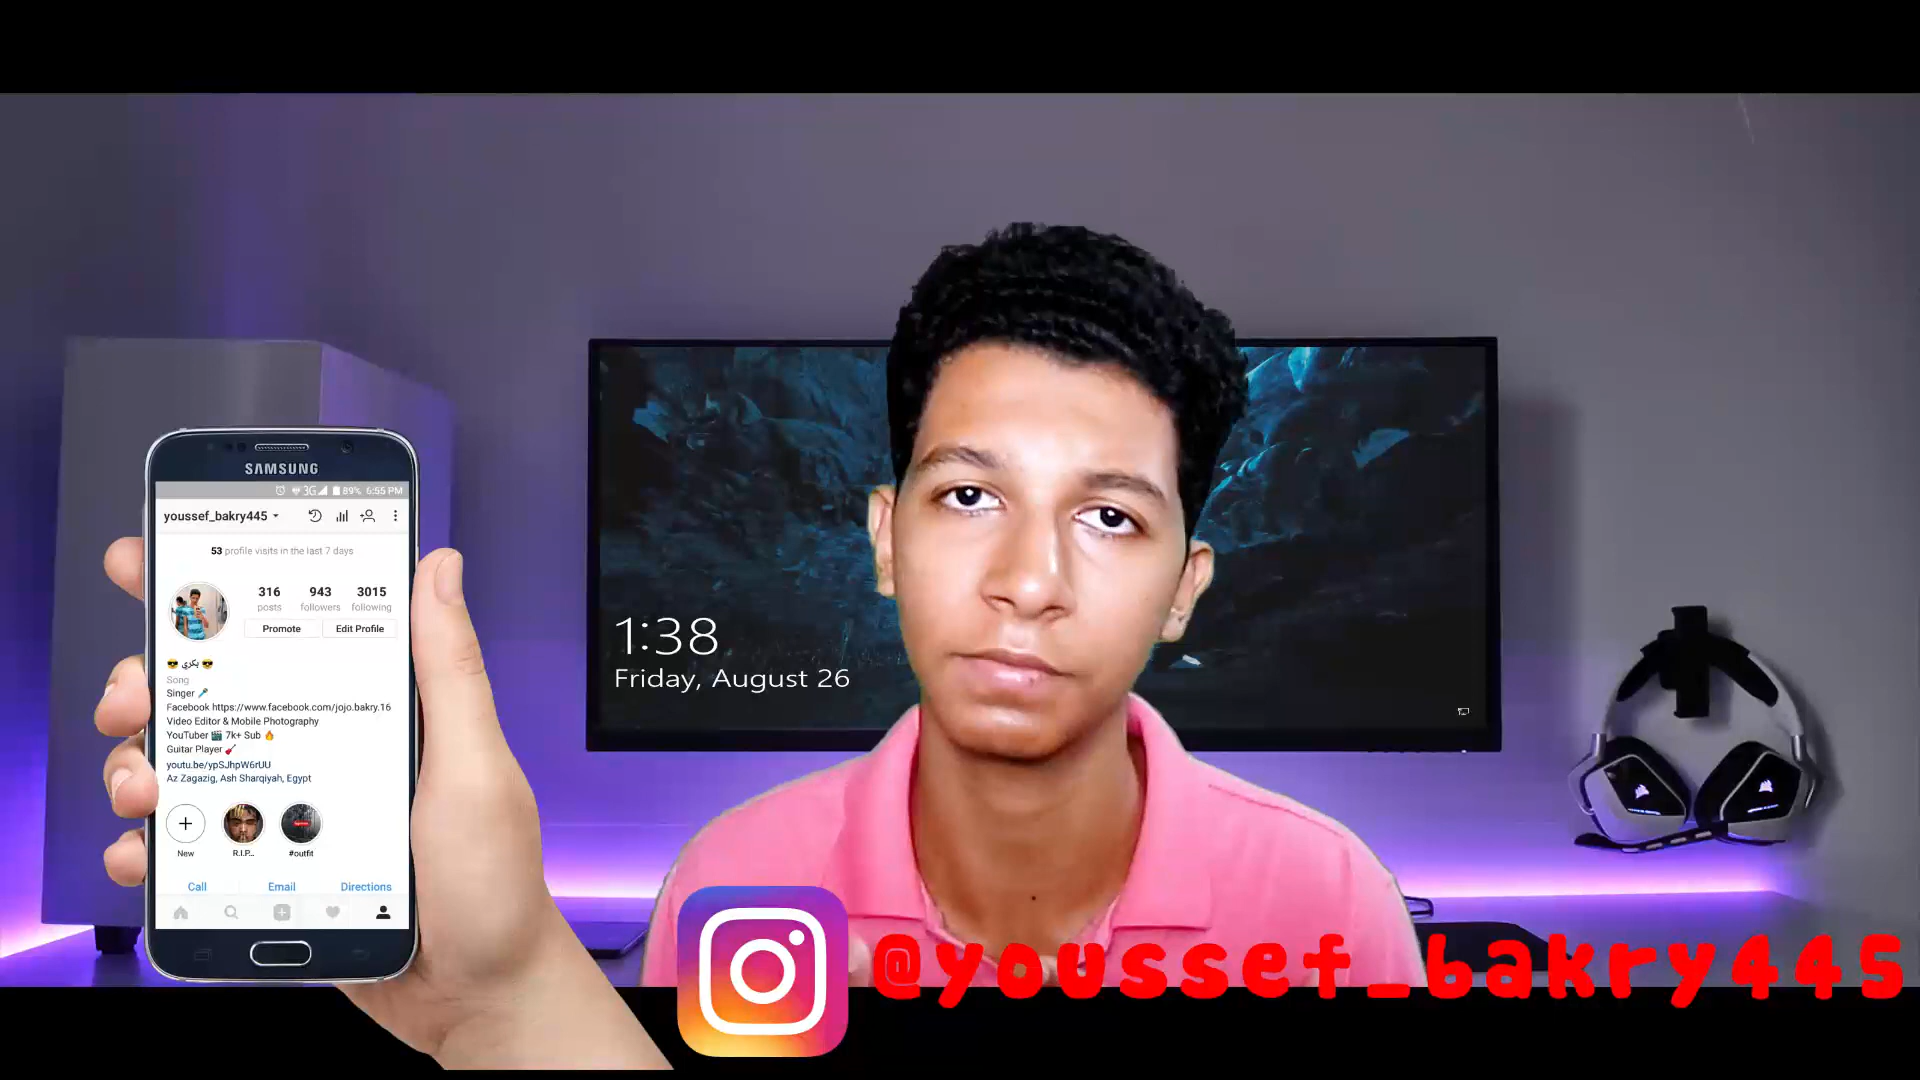 SAMSUNG
3G 89% 6:55 PM
youssef_bakry445
53 profile visits in the last 7 days
316 943 3015
posts followers following
Promote Edit Profile
😎 بكري 😎
Song
Singer 🎤
Facebook https://www.facebook.com/jojo.bakry.16
Video Editor & Mobile Photography
YouTuber 🎬 7k+ Sub 🔥
Guitar Player 🎸
youtu.be/ypSJhpW6rUU
Az Zagazig, Ash Sharqiyah, Egypt
New R.I.P... #outfit
Call Email Directions
1:38
Friday, August 26
@youssef_bakry445